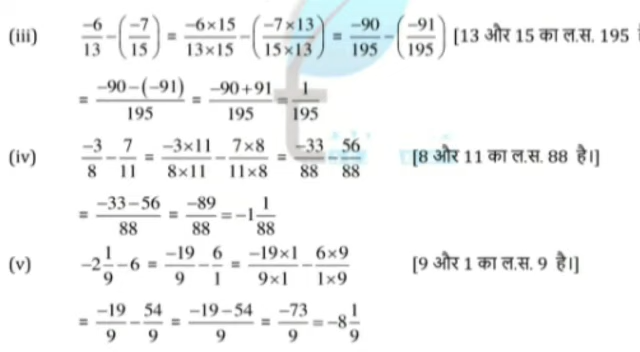 (iii) −6/13 − (−7/15) = −6×15/13×15 − (−7×13/15×13) = −90/195 − (−91/195) [13 और 15 का ल.स. 195
= −90−(−91)/195 = −90+91/195 = 1/195
(iv) −3/8 − 7/11 = −3×11/8×11 − 7×8/11×8 = −33/88 − 56/88 [8 और 11 का ल.स. 88 है।]
= −33−56/88 = −89/88 = −1 1/88
(v) −2 1/9 − 6 = −19/9 − 6/1 = −19×1/9×1 − 6×9/1×9 [9 और 1 का ल.स. 9 है।]
= −19/9 − 54/9 = −19−54/9 = −73/9 = −8 1/9